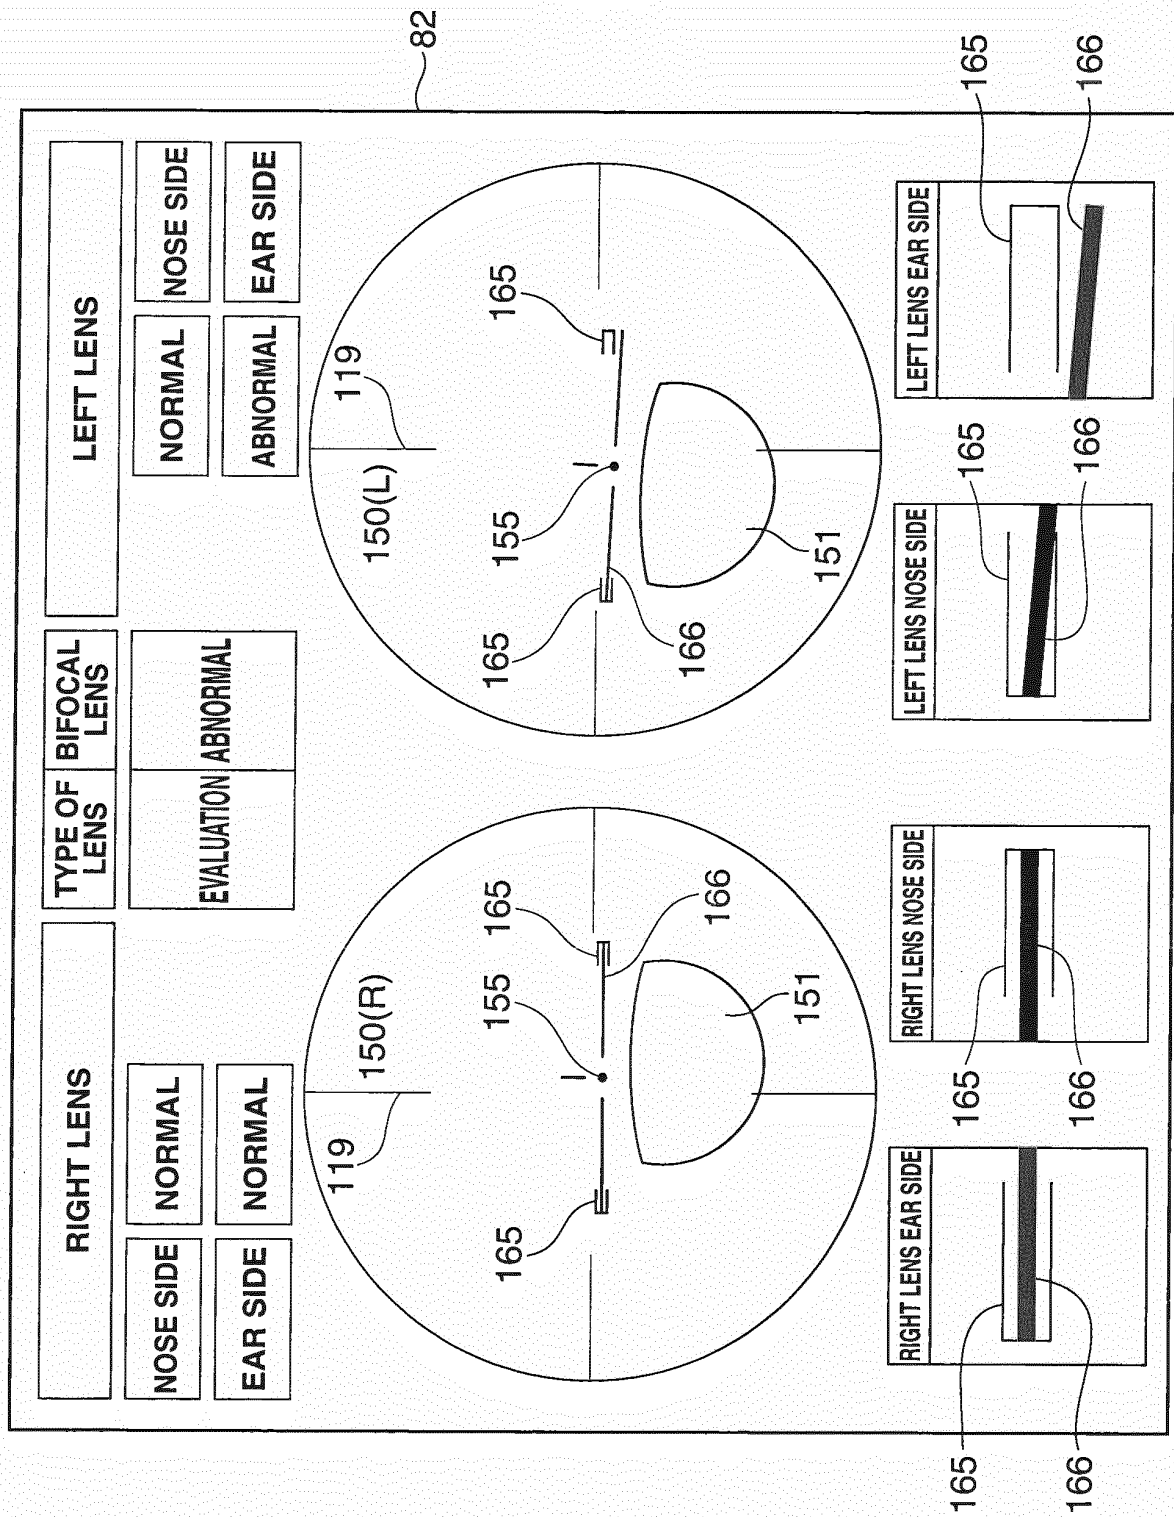 82
RIGHT LENS
TYPE OF
LENS
BIFOCAL
LENS
LEFT LENS
NOSE SIDE
NORMAL
EVALUATION
ABNORMAL
NORMAL
NOSE SIDE
EAR SIDE
NORMAL
ABNORMAL
EAR SIDE
119
150(R)
150(L)
119
165
155
165
165
155
165
166
166
151
151
RIGHT LENS EAR SIDE
RIGHT LENS NOSE SIDE
LEFT LENS NOSE SIDE
LEFT LENS EAR SIDE
165
165
165
165
166
166
166
166